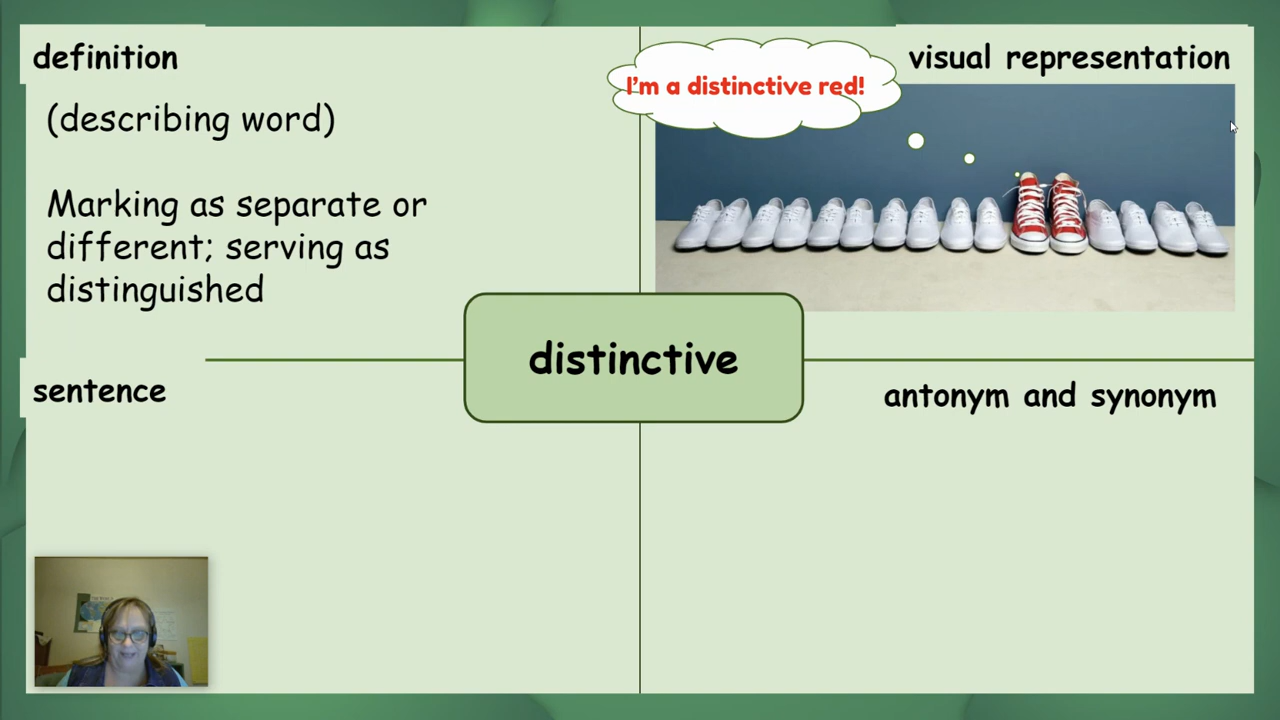 definition
(describing word)
Marking as separate or
different; serving as
distinguished
I'm a distinctive red!
visual representation
distinctive
sentence
antonym and synonym